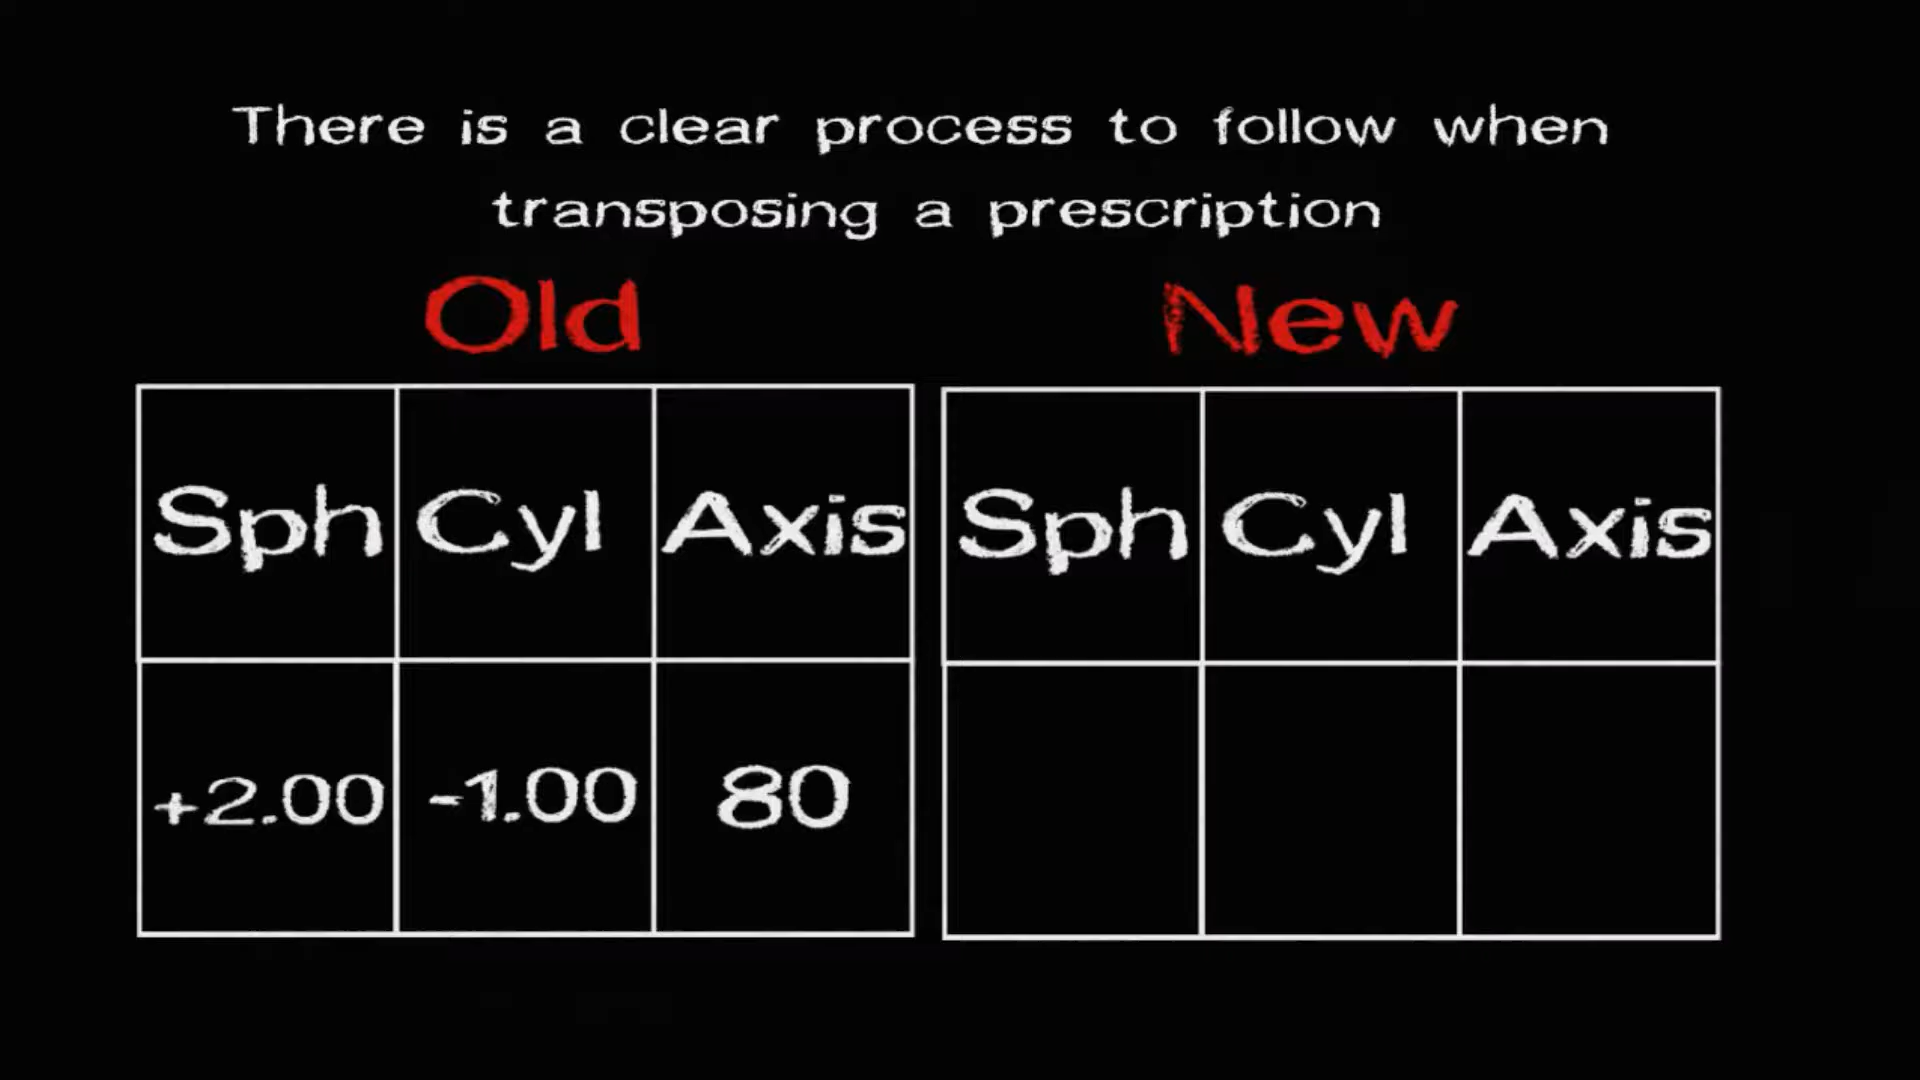 There is a clear process to follow when
transposing a prescription
Old New
Sph Cyl Axis Sph Cyl Axis
+2.00 -1.00 80